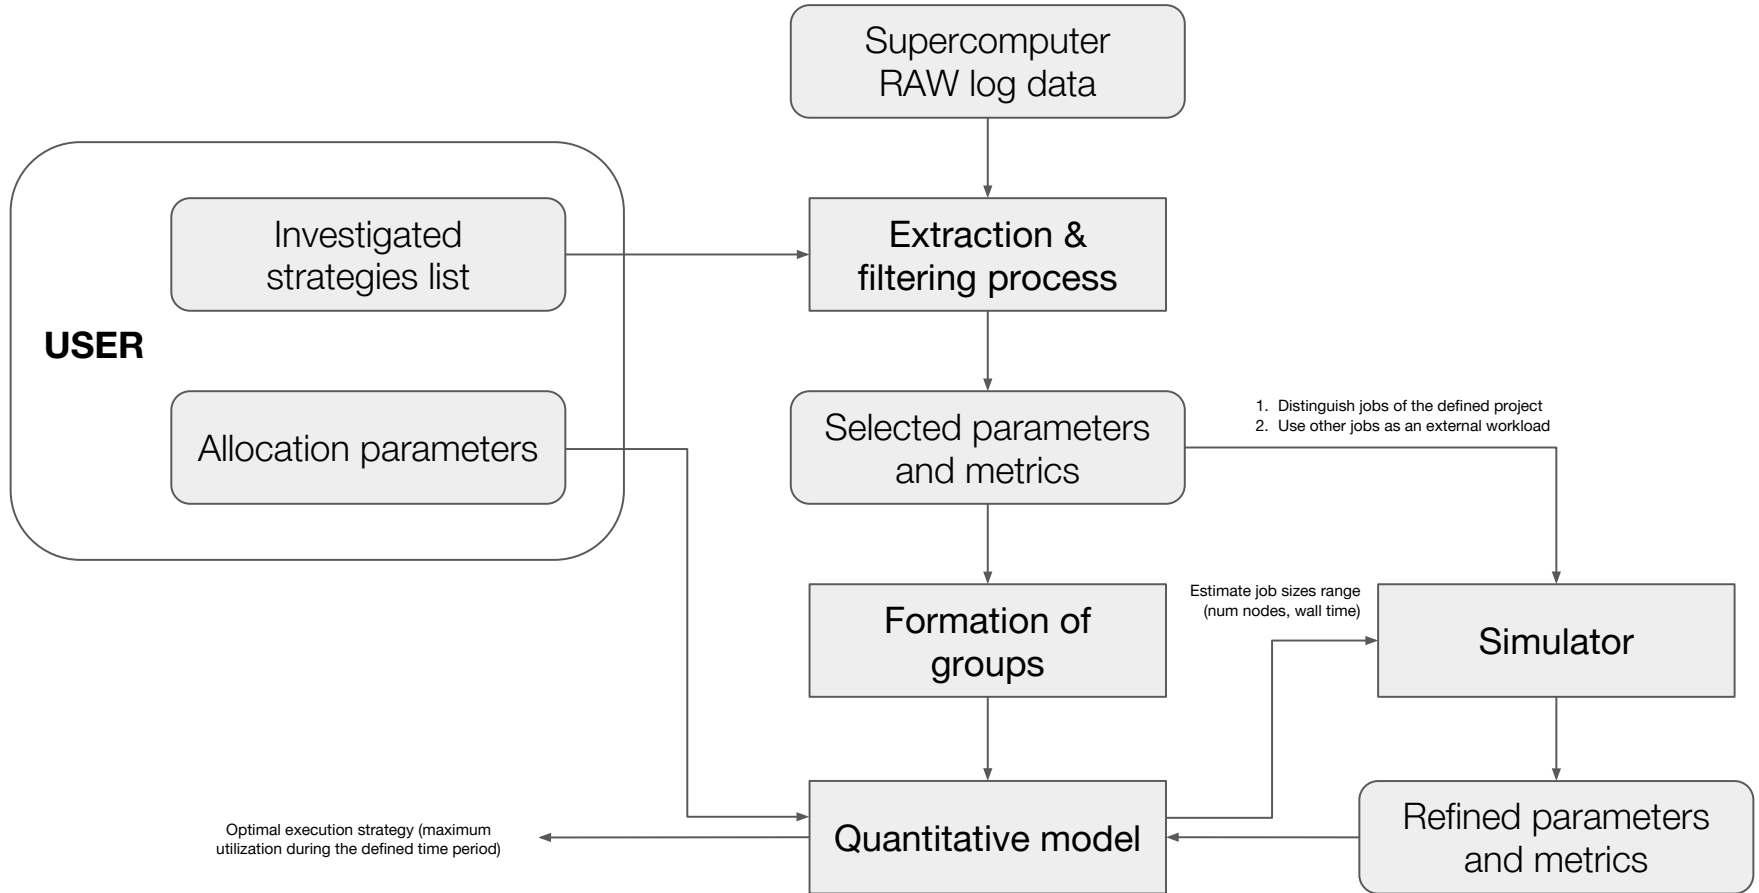 Supercomputer
RAW log data
Investigated
strategies list
Extraction &
filtering process
USER
Allocation parameters
Selected parameters
and metrics
1. Distinguish jobs of the defined project
2. Use other jobs as an external workload
Formation of
groups
Estimate job sizes range
(num nodes, wall time)
Simulator
Optimal execution strategy (maximum
utilization during the defined time period)
Quantitative model
Refined parameters
and metrics